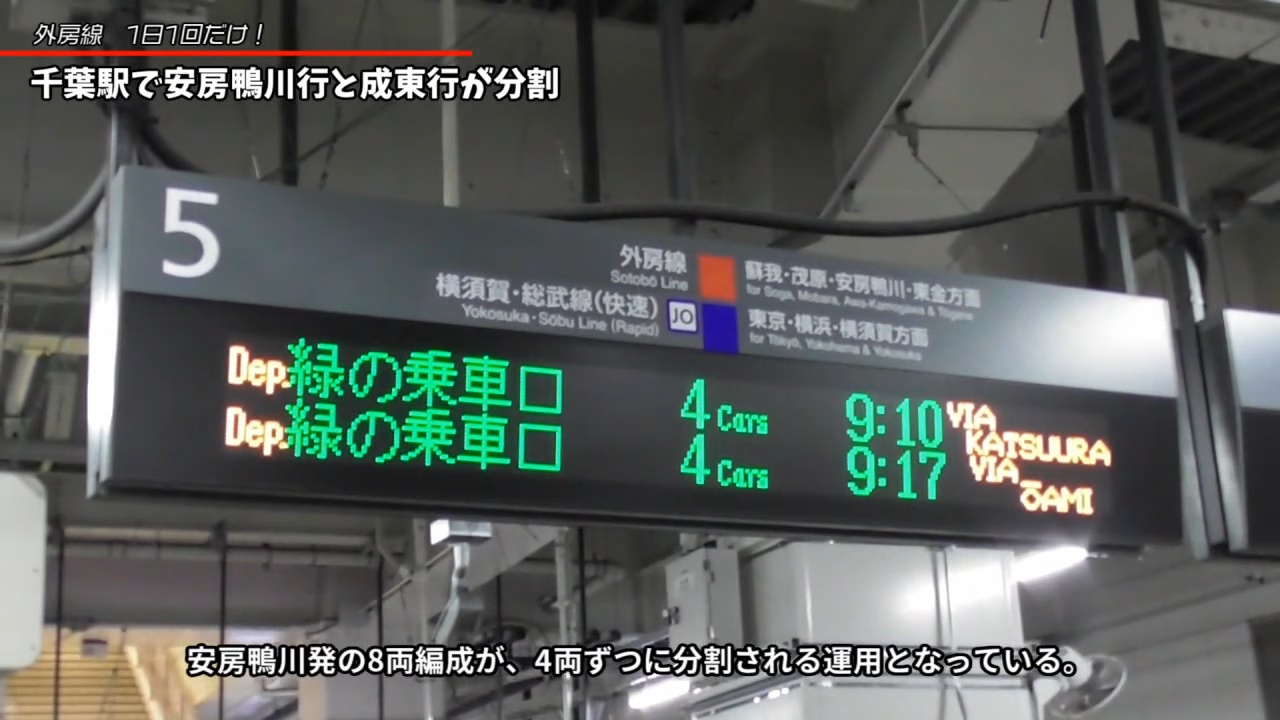 外房線 1日1回だけ!
千葉駅で安房鴨川行と成東行が分割
5
外房線
Sotobō Line
蘇我・茂原・安房鴨川・東金方面
for Soga, Mobara, Awa-Kamogawa & Tōgane
横須賀・総武線(快速)
Yokosuka・Sōbu Line (Rapid)
JO
東京・横浜・横須賀方面
for Tōkyō, Yokohama & Yokosuka
Dep.緑の乗車口 4 Cars 9:10 VIA KATSUURA
Dep.緑の乗車口 4 Cars 9:17 VIA ŌAMI
安房鴨川発の8両編成が、4両ずつに分割される運用となっている。